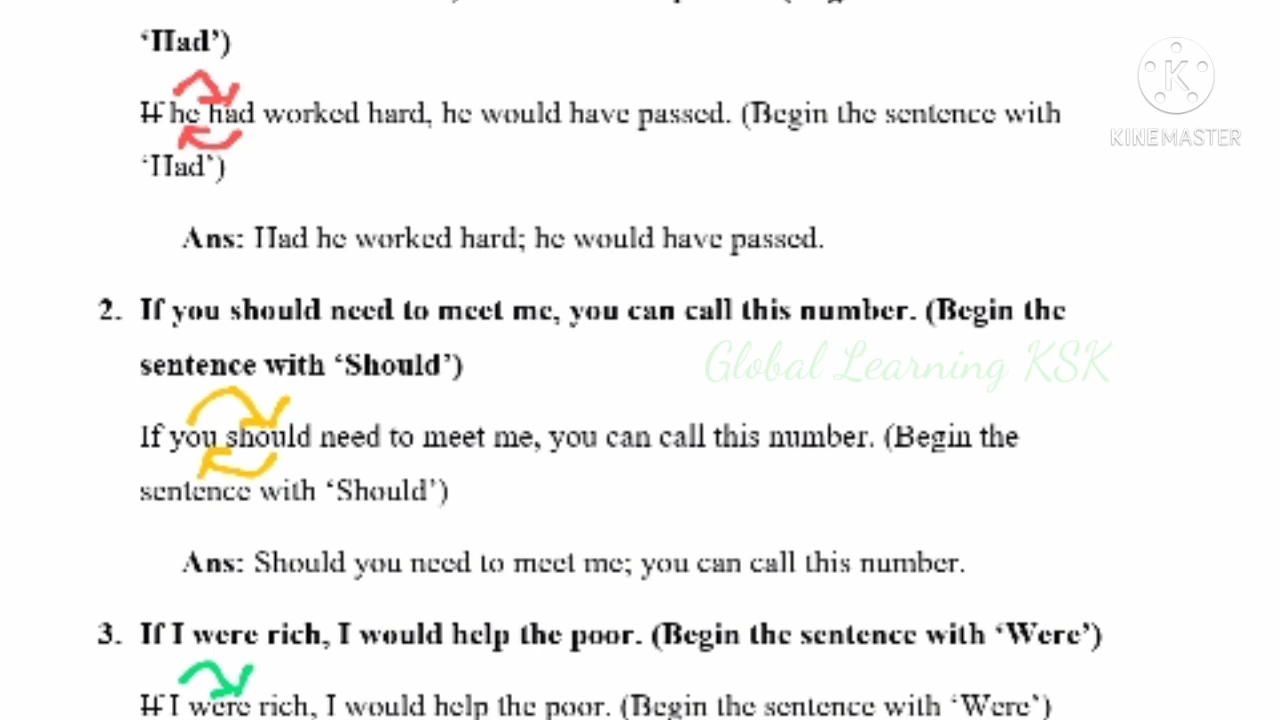 ‘Had’)
If he had worked hard, he would have passed. (Begin the sentence with
‘Had’)
Ans: Had he worked hard; he would have passed.
2. If you should need to meet me, you can call this number. (Begin the
sentence with ‘Should’)
If you should need to meet me, you can call this number. (Begin the
sentence with ‘Should’)
Ans: Should you need to meet me; you can call this number.
3. If I were rich, I would help the poor. (Begin the sentence with ‘Were’)
If I were rich, I would help the poor. (Begin the sentence with ‘Were’)
K
KINEMASTER
Global Learning KSK